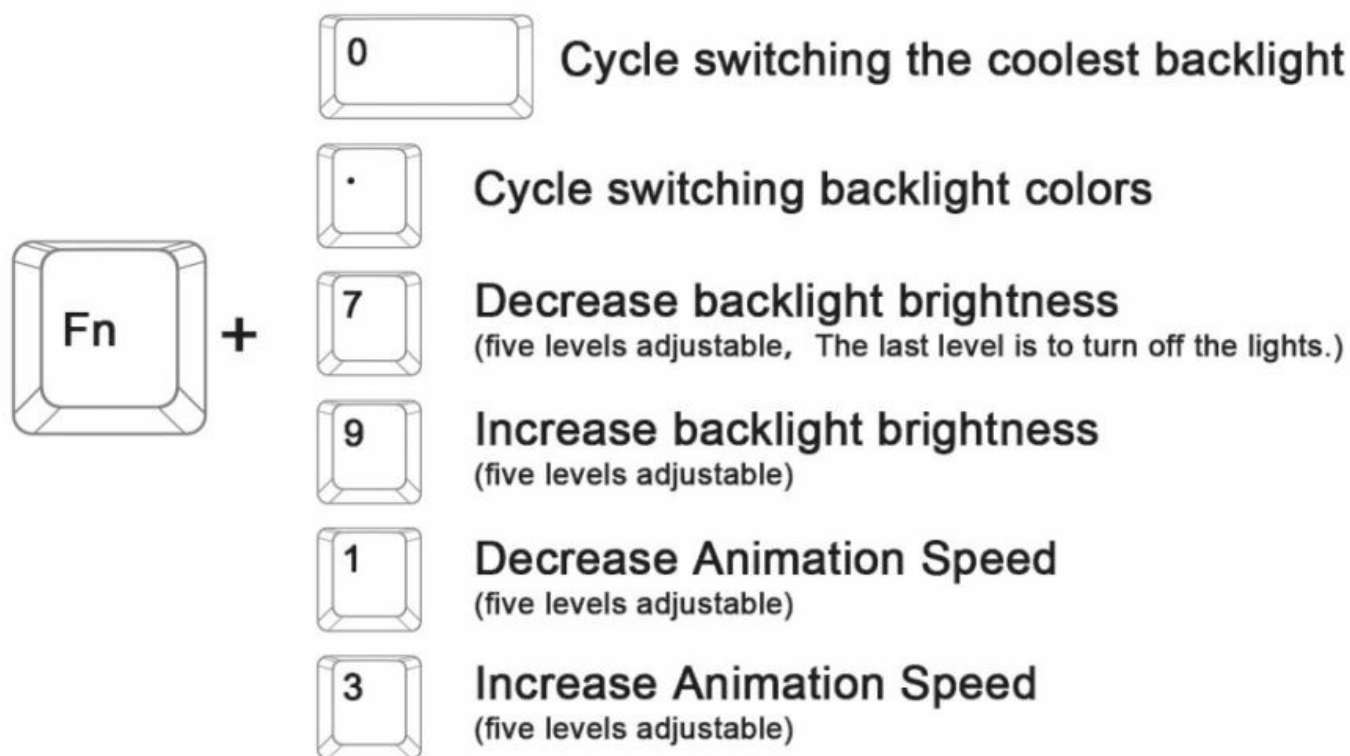 0 Cycle switching the coolest backlight
. Cycle switching backlight colors
Fn +
7 Decrease backlight brightness
(five levels adjustable, The last level is to turn off the lights.)
9 Increase backlight brightness
(five levels adjustable)
1 Decrease Animation Speed
(five levels adjustable)
3 Increase Animation Speed
(five levels adjustable)